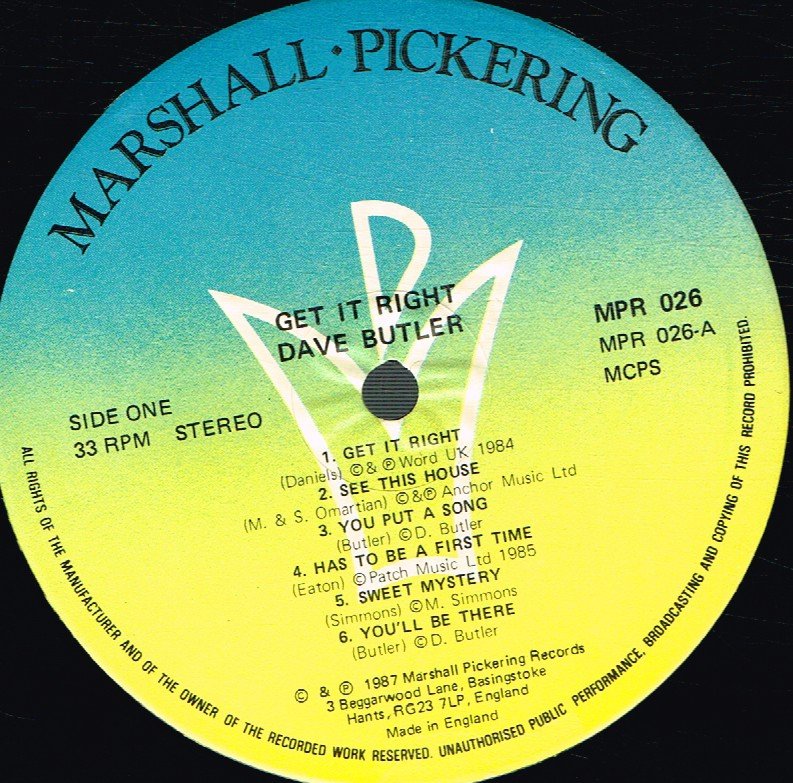 MARSHALL · PICKERING
GET IT RIGHT
DAVE BUTLER
MPR 026
MPR 026-A
MCPS
SIDE ONE
33 RPM STEREO
1. GET IT RIGHT
(Daniels) ©&℗Word UK 1984
2. SEE THIS HOUSE
(M. & S. Omartian) ©&℗Anchor Music Ltd
3. YOU PUT A SONG
(Butler) ©D. Butler
4. HAS TO BE A FIRST TIME
(Eaton) ©Patch Music Ltd 1985
5. SWEET MYSTERY
(Simmons) ©M. Simmons
6. YOU'LL BE THERE
(Butler) ©D. Butler
© & ℗ 1987 Marshall Pickering Records
3 Beggarwood Lane, Basingstoke
Hants, RG23 7LP, England
Made in England
ALL RIGHTS OF THE MANUFACTURER AND OF THE OWNER OF THE RECORDED WORK RESERVED. UNAUTHORISED PUBLIC PERFORMANCE, BROADCASTING AND COPYING OF THIS RECORD PROHIBITED.